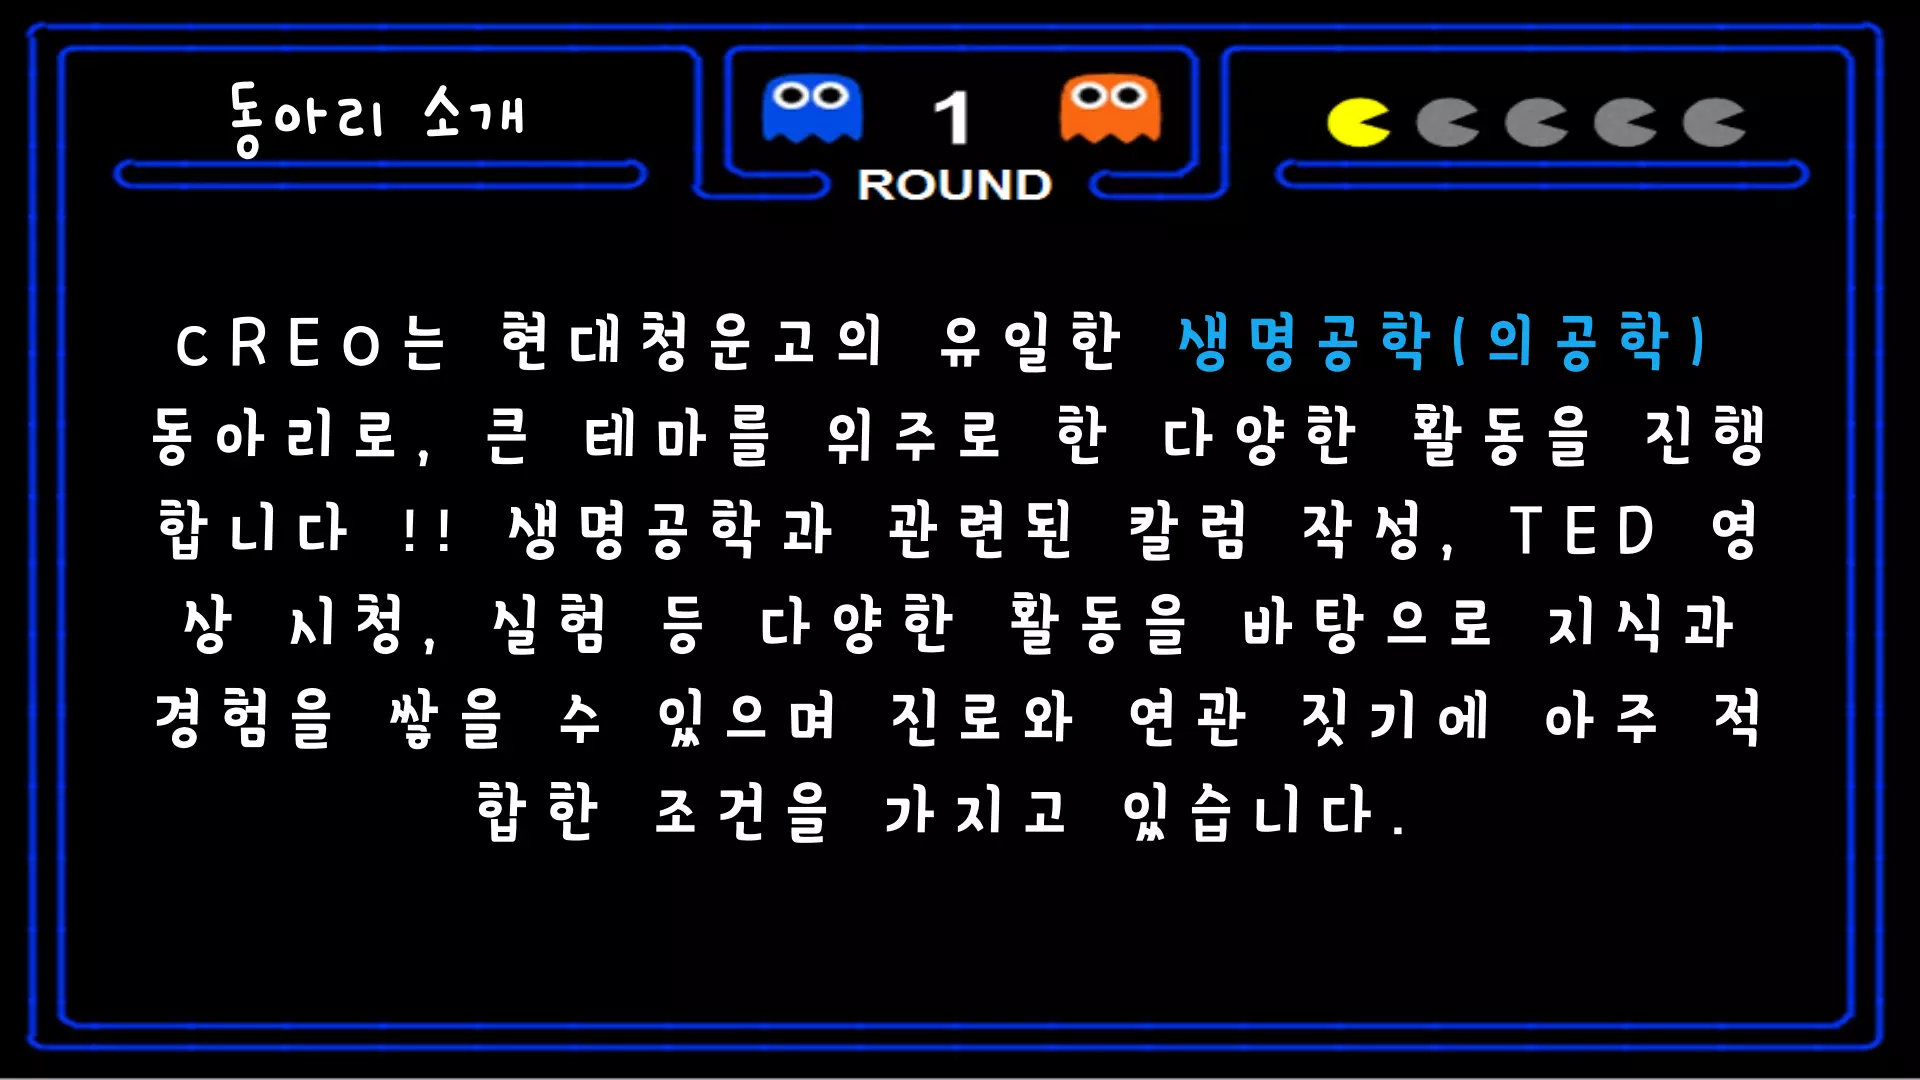 동아리 소개
1
ROUND
CREO는 현대청운고의 유일한 생명공학(의공학)
동아리로, 큰 테마를 위주로 한 다양한 활동을 진행
합니다 !! 생명공학과 관련된 칼럼 작성, TED 영
상 시청, 실험 등 다양한 활동을 바탕으로 지식과
경험을 쌓을 수 있으며 진로와 연관 짓기에 아주 적
합한 조건을 가지고 있습니다.